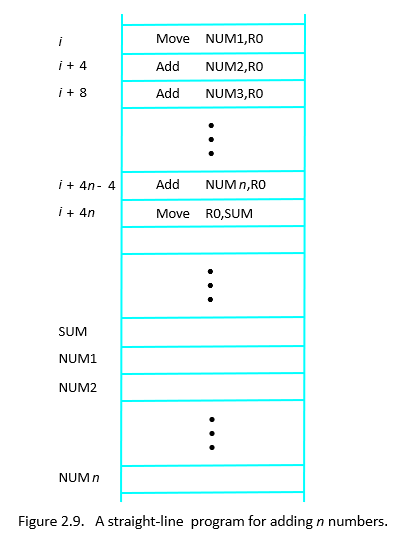 i Move NUM1,R0
i + 4 Add NUM2,R0
i + 8 Add NUM3,R0
i + 4n - 4 Add NUMn,R0
i + 4n Move R0,SUM
SUM
NUM1
NUM2
NUMn
Figure 2.9. A straight-line program for adding n numbers.